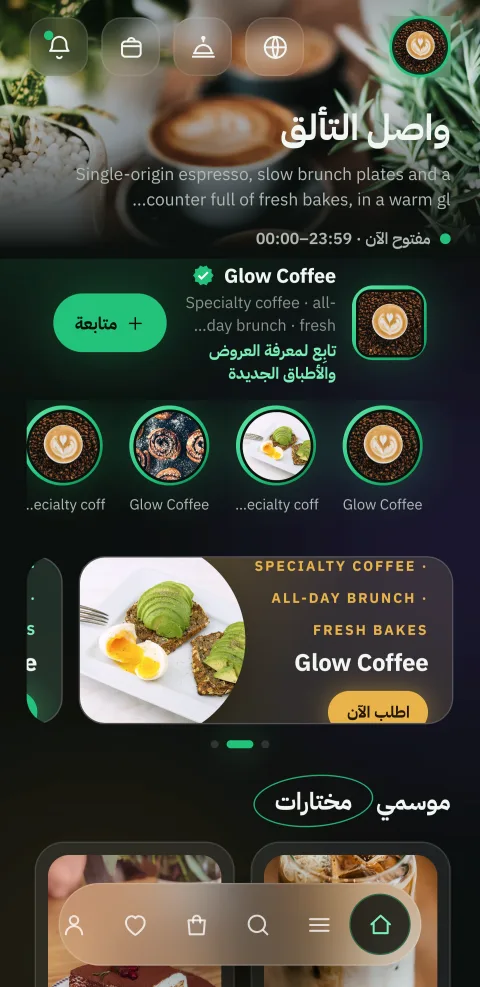 واصل التألق
Single-origin espresso, slow brunch plates and a
...counter full of fresh bakes, in a warm gl
مفتوح الآن · 00:00–23:59
Glow Coffee
Specialty coffee · all-
...day brunch · fresh
تابع لمعرفة العروض
والأطباق الجديدة
+ متابعة
Glow Coffee
...ecialty coff
Glow Coffee
..ecialty coff
SPECIALTY COFFEE ·
ALL-DAY BRUNCH ·
FRESH BAKES
Glow Coffee
اطلب الآن
موسمي مختارات